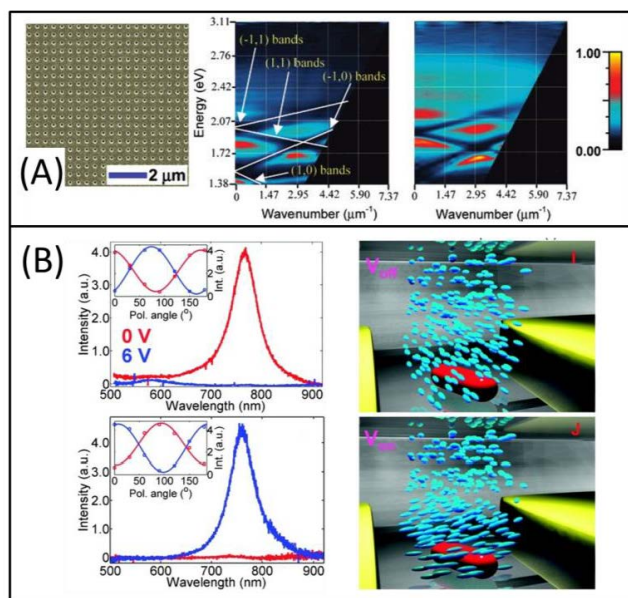 (A)
2 μm
Energy (eV)
3.11
2.76
2.42
2.07
1.72
1.38
(-1,1) bands
(1,1) bands
(-1,0) bands
(1,0) bands
0 1.47 2.95 4.42 5.90 7.37
Wavenumber (μm⁻¹)
0 1.47 2.95 4.42 5.90 7.37
Wavenumber (μm⁻¹)
1.00
0.00
(B)
Intensity (a.u.)
4.0
3.0
2.0
1.0
0
4
2
0
Int. (a.u.)
0 50 100 150
Pol. angle (°)
0 V
6 V
500 600 700 800 900
Wavelength (nm)
V off
I
Intensity (a.u.)
4.0
3.0
2.0
1.0
0
4
2
0
Int. (a.u.)
0 50 100 150
Pol. angle (°)
500 600 700 800 900
Wavelength (nm)
J